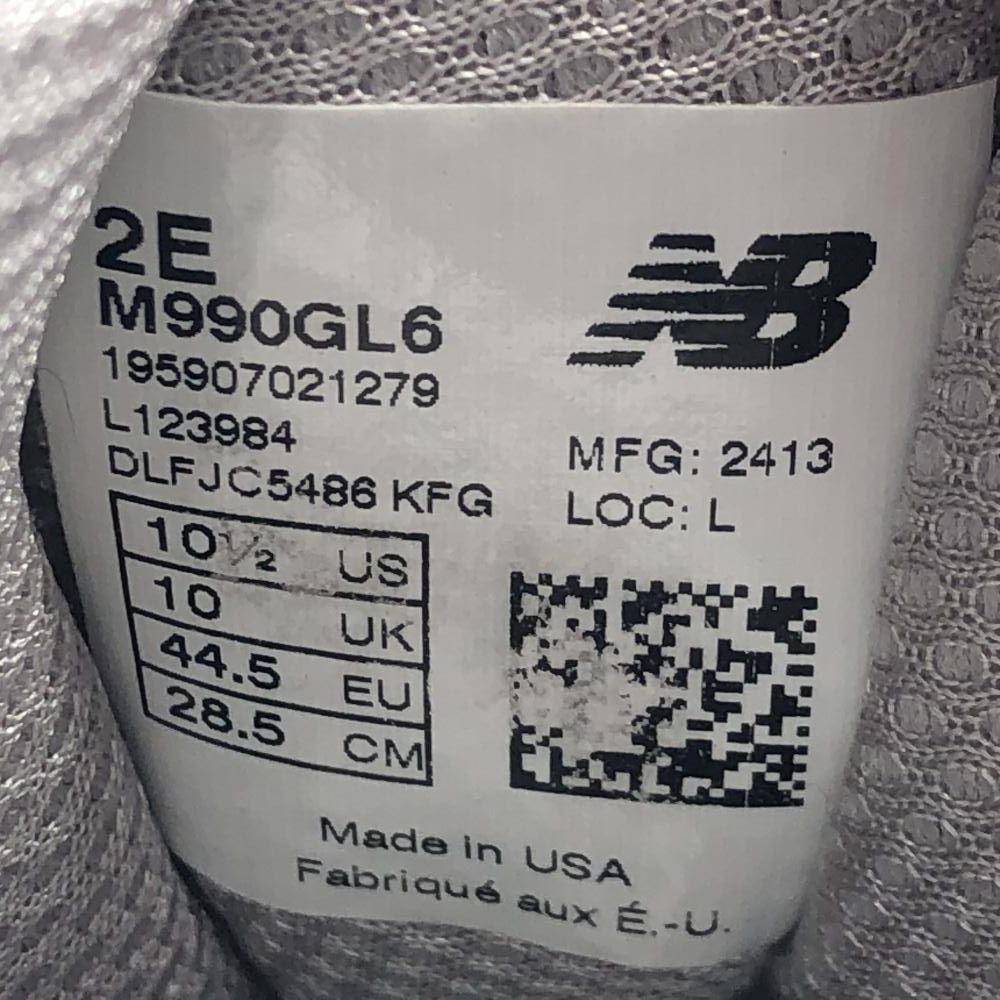 2E
M990GL6
195907021279
L123984
DLFJC5486 KFG
NB
MFG: 2413
LOC: L
10½ US
10 UK
44.5 EU
28.5 CM
Made in USA
Fabriqué aux É.-U.